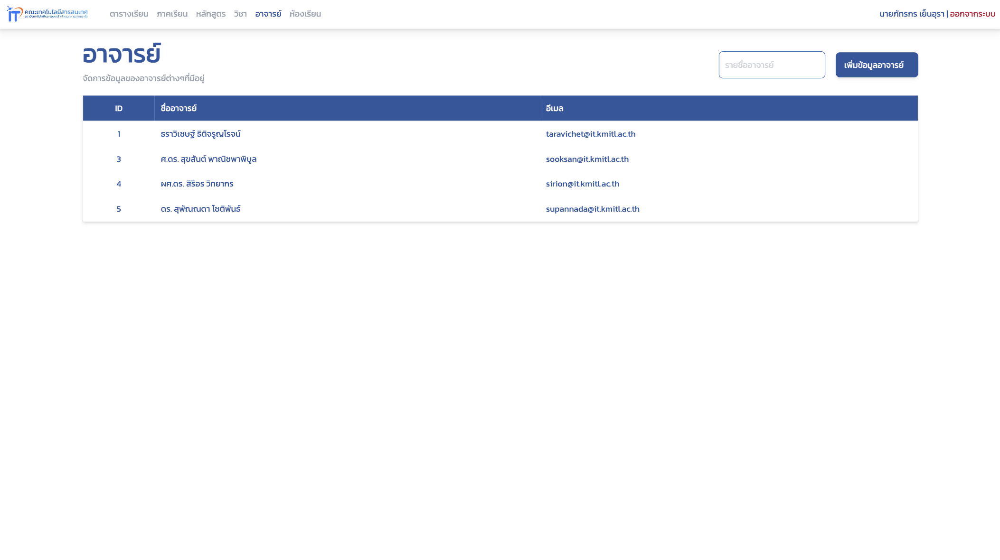 iT คณะเทคโนโลยีสารสนเทศ
สถาบันเทคโนโลยีพระจอมเกล้าเจ้าคุณทหารลาดกระบัง
ตารางเรียน ภาคเรียน หลักสูตร วิชา อาจารย์ ห้องเรียน
นายภัทรกร เย็นอุรา | ออกจากระบบ
อาจารย์
จัดการข้อมูลของอาจารย์ต่างๆที่มีอยู่
รายชื่ออาจารย์ เพิ่มข้อมูลอาจารย์
ID ชื่ออาจารย์ อีเมล
1 ธราวิเชษฐ์ ธิติจรูญโรจน์ taravichet@it.kmitl.ac.th
3 ศ.ดร. สุขสันต์ พาณิชพาพิบูล sooksan@it.kmitl.ac.th
4 ผศ.ดร. สิริอร วิทยากร sirion@it.kmitl.ac.th
5 ดร. สุพัณณดา โชติพันธ์ supannada@it.kmitl.ac.th